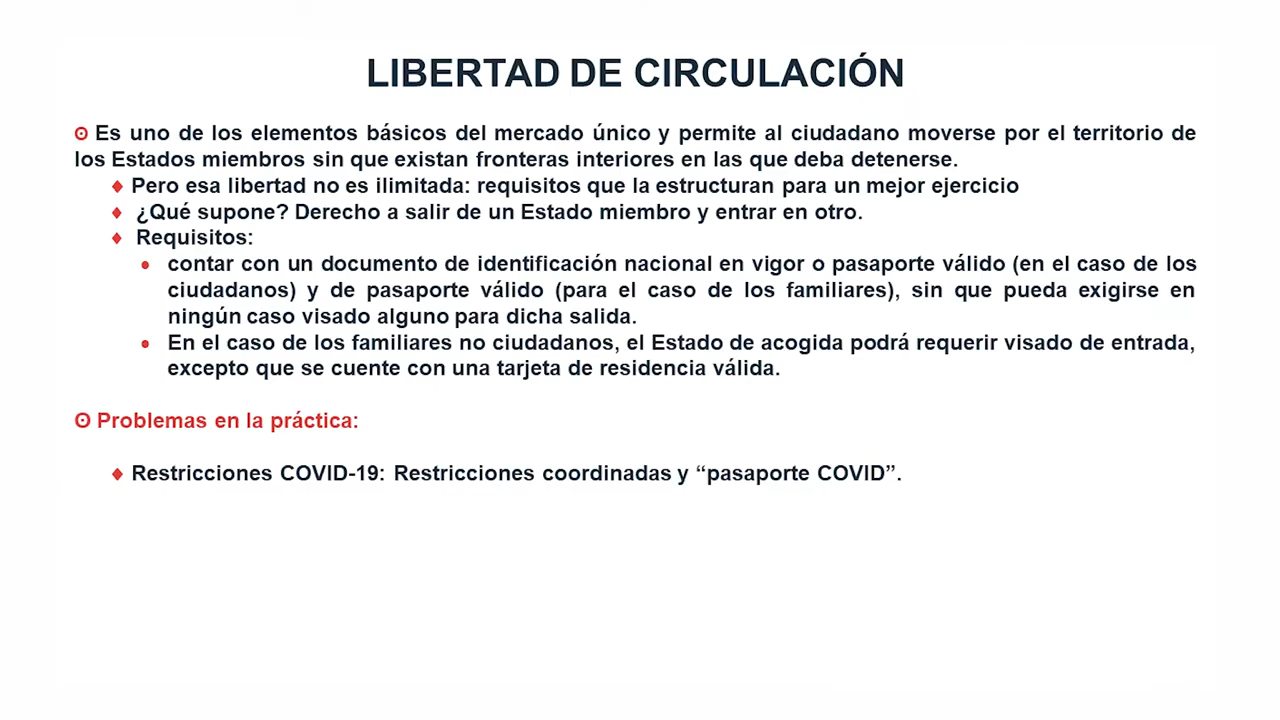 LIBERTAD DE CIRCULACIÓN
ʘ Es uno de los elementos básicos del mercado único y permite al ciudadano moverse por el territorio de
los Estados miembros sin que existan fronteras interiores en las que deba detenerse.
♦ Pero esa libertad no es ilimitada: requisitos que la estructuran para un mejor ejercicio
♦ ¿Qué supone? Derecho a salir de un Estado miembro y entrar en otro.
♦ Requisitos:
• contar con un documento de identificación nacional en vigor o pasaporte válido (en el caso de los
ciudadanos) y de pasaporte válido (para el caso de los familiares), sin que pueda exigirse en
ningún caso visado alguno para dicha salida.
• En el caso de los familiares no ciudadanos, el Estado de acogida podrá requerir visado de entrada,
excepto que se cuente con una tarjeta de residencia válida.
ʘ Problemas en la práctica:
♦ Restricciones COVID-19: Restricciones coordinadas y “pasaporte COVID”.